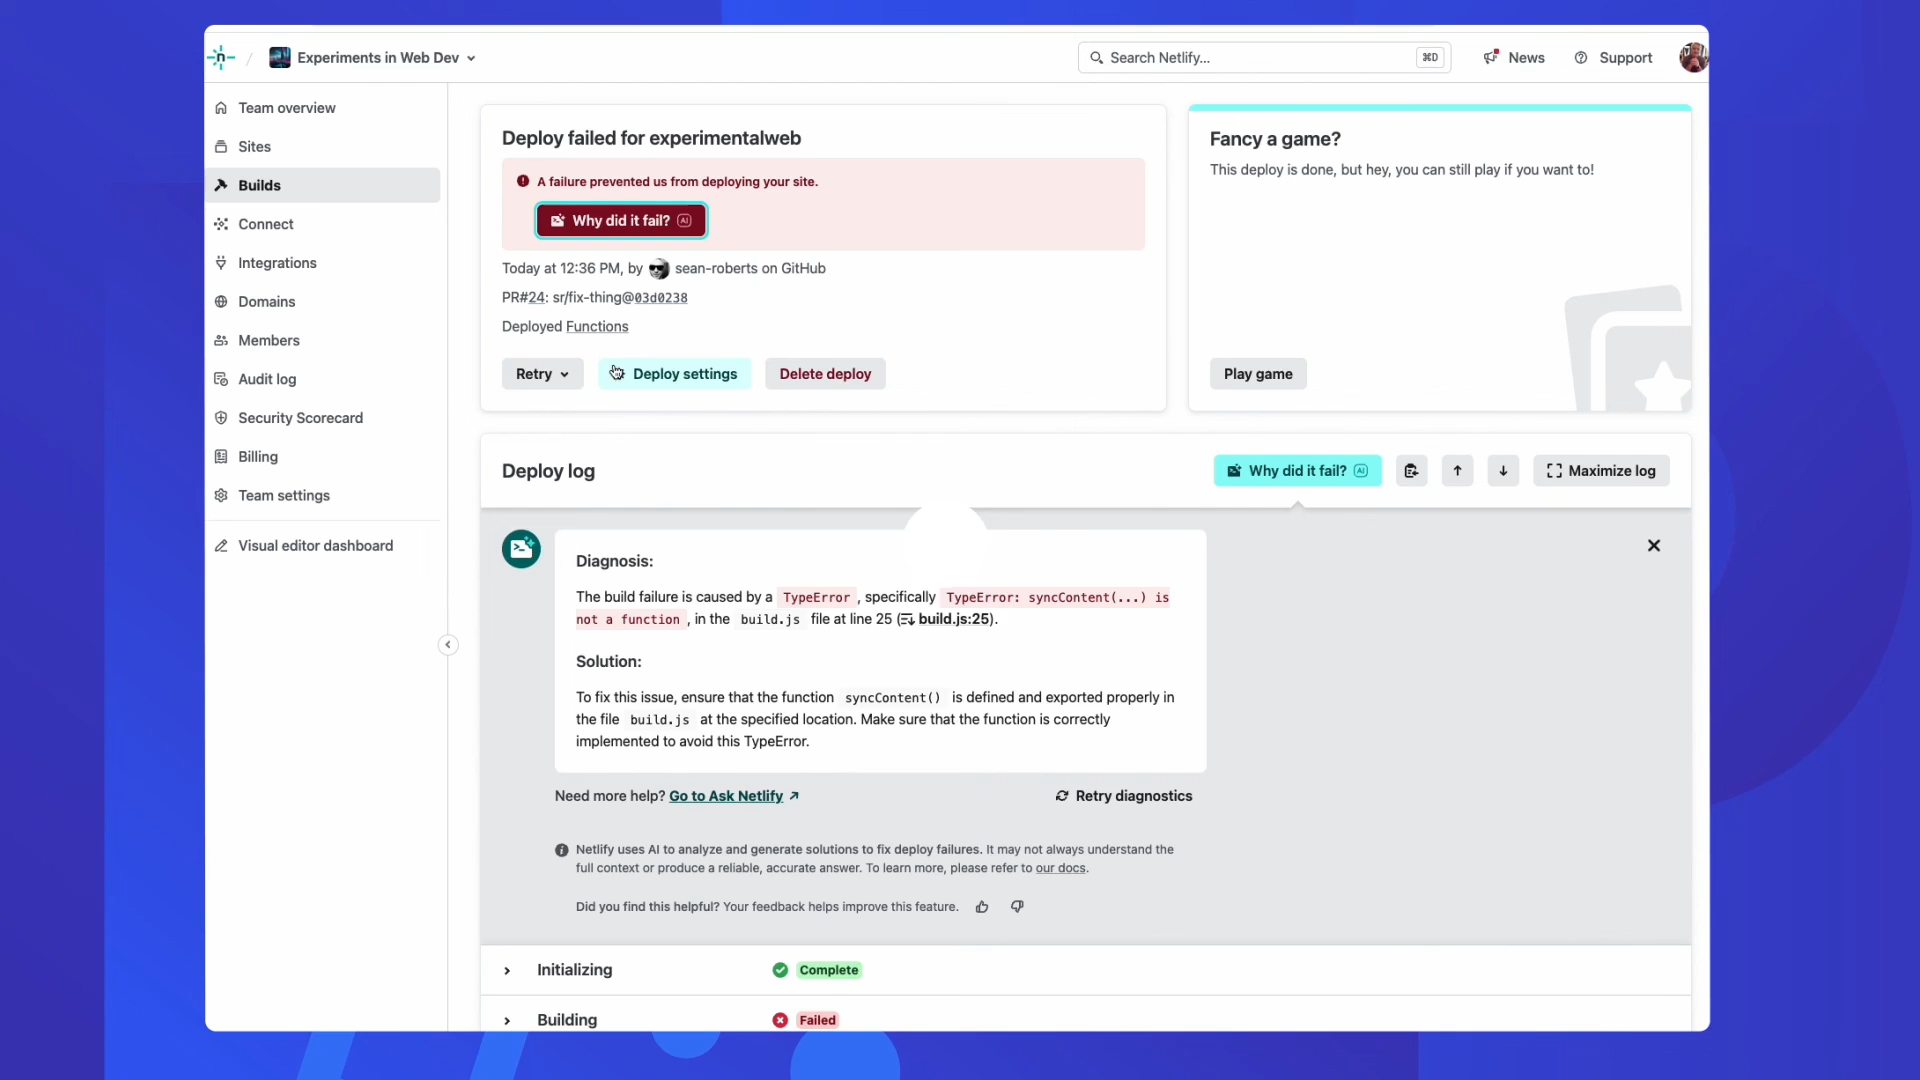 n / Experiments in Web Dev
Search Netlify...
⌘D
News
Support
Team overview
Sites
Builds
Connect
Integrations
Domains
Members
Audit log
Security Scorecard
Billing
Team settings
Visual editor dashboard
Deploy failed for experimentalweb
A failure prevented us from deploying your site.
Why did it fail? AI
Today at 12:36 PM, by sean-roberts on GitHub
PR#24: sr/fix-thing@03d0238
Deployed Functions
Retry
Deploy settings
Delete deploy
Fancy a game?
This deploy is done, but hey, you can still play if you want to!
Play game
Deploy log
Why did it fail? AI
Maximize log
Diagnosis:
The build failure is caused by a TypeError, specifically TypeError: syncContent(...) is
not a function, in the build.js file at line 25 (build.js:25).
Solution:
To fix this issue, ensure that the function syncContent() is defined and exported properly in
the file build.js at the specified location. Make sure that the function is correctly
implemented to avoid this TypeError.
Need more help? Go to Ask Netlify
Retry diagnostics
Netlify uses AI to analyze and generate solutions to fix deploy failures. It may not always understand the
full context or produce a reliable, accurate answer. To learn more, please refer to our docs.
Did you find this helpful? Your feedback helps improve this feature.
Initializing
Complete
Building
Failed